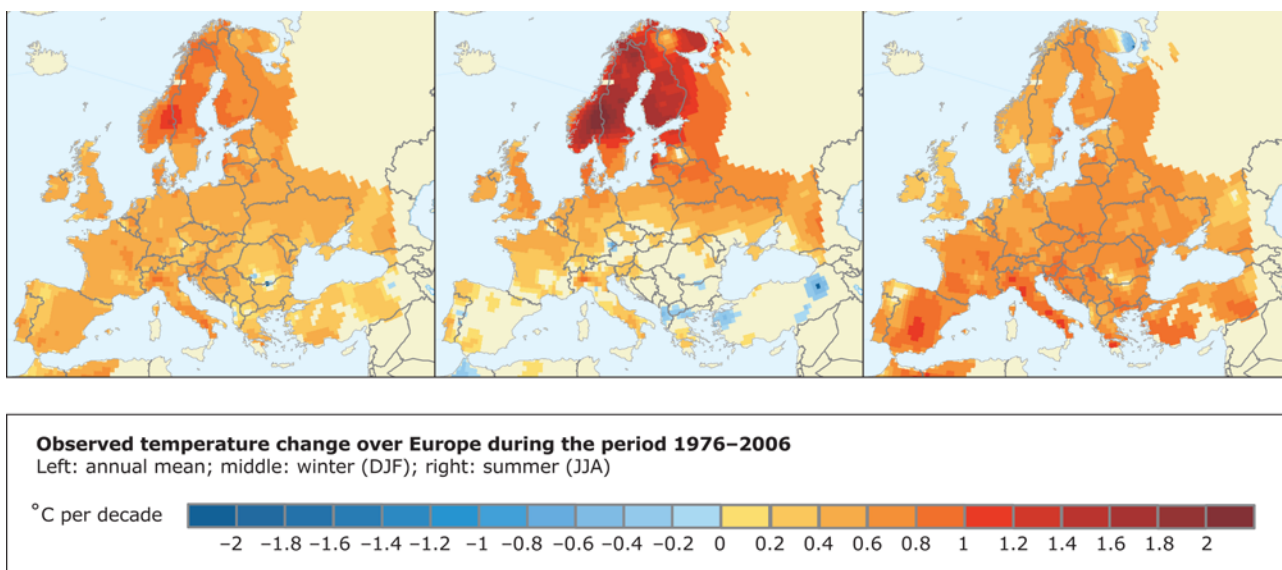 Observed temperature change over Europe during the period 1976–2006
Left: annual mean; middle: winter (DJF); right: summer (JJA)
°C per decade
–2 –1.8 –1.6 –1.4 –1.2 –1 –0.8 –0.6 –0.4 –0.2 0 0.2 0.4 0.6 0.8 1 1.2 1.4 1.6 1.8 2